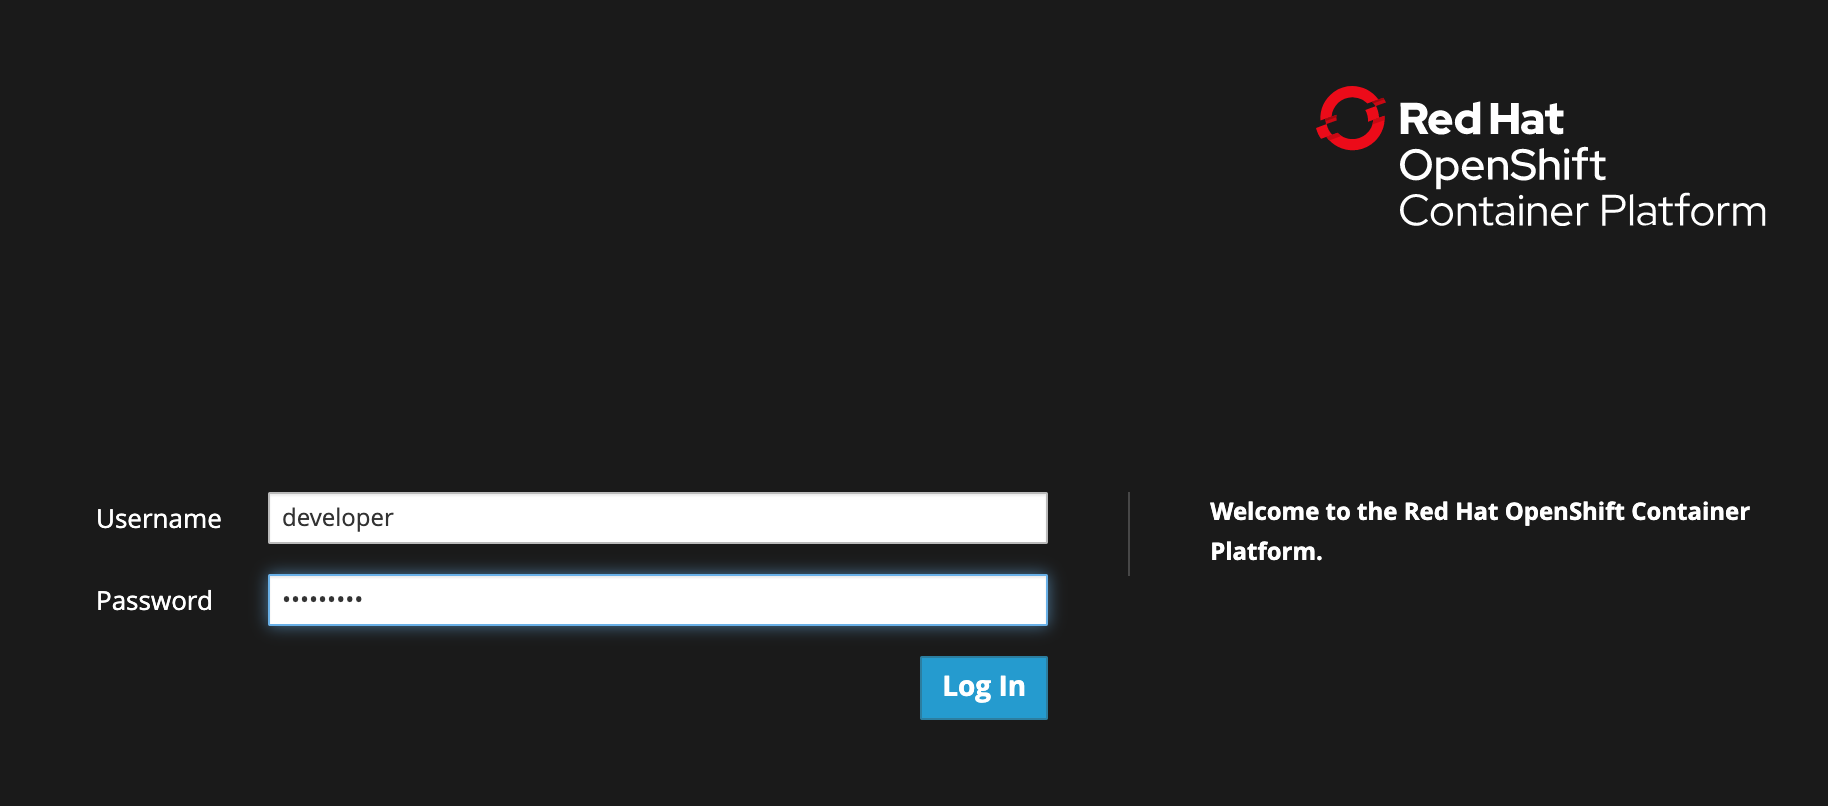 Red Hat
OpenShift
Container Platform
Username
developer
Password
•••••••••
Log In
Welcome to the Red Hat OpenShift Container
Platform.